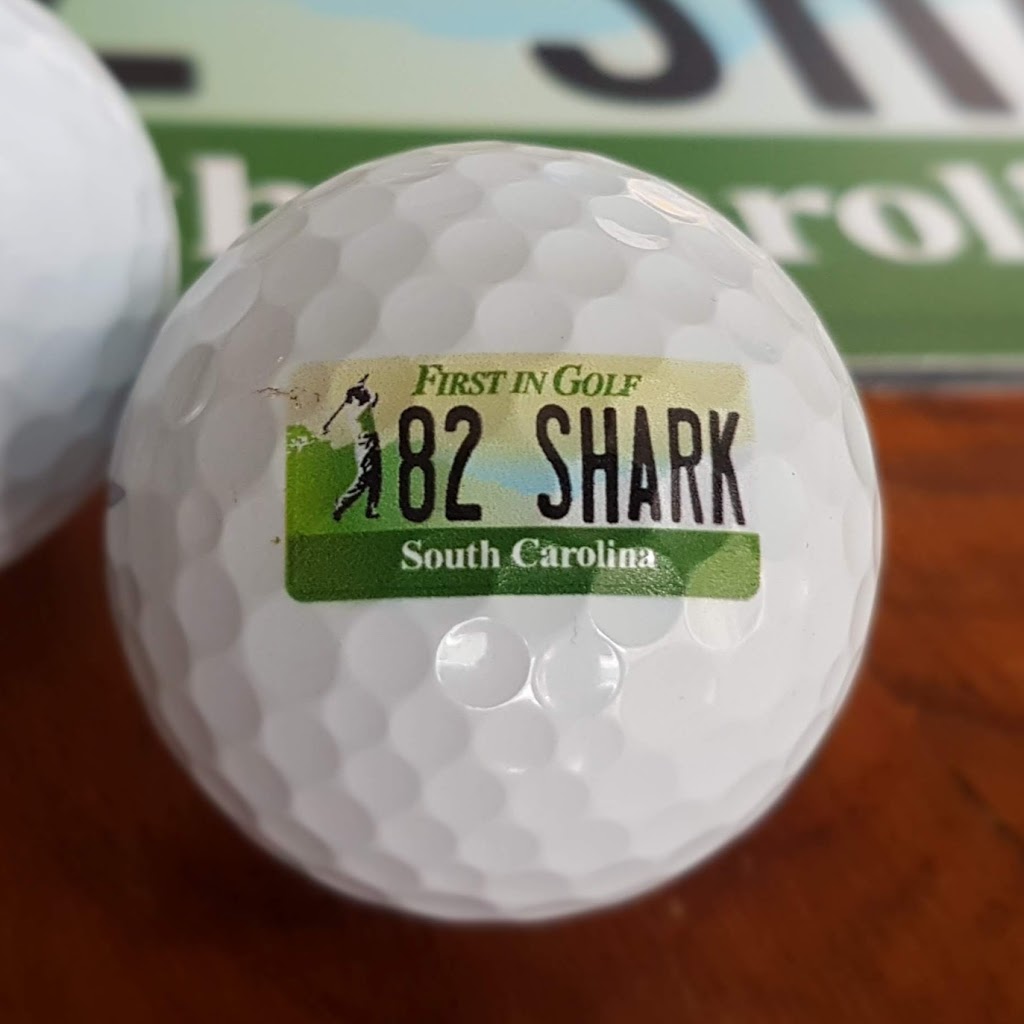 FIRST IN GOLF
82 SHARK
South Carolina